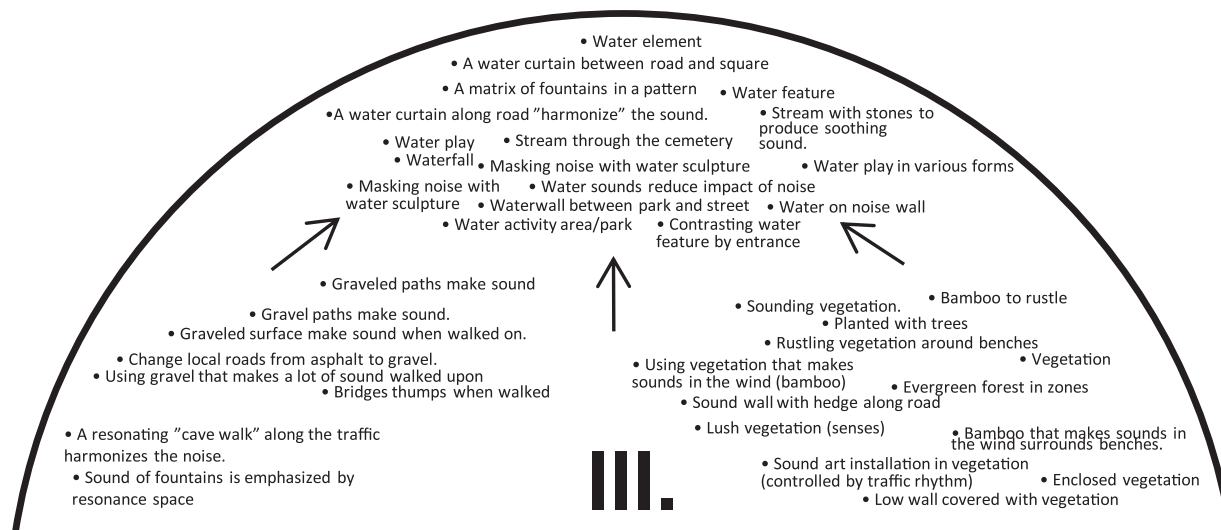 • Water element
• A water curtain between road and square
• A matrix of fountains in a pattern
• Water feature
•A water curtain along road ”harmonize” the sound.
• Stream with stones to
produce soothing
sound.
• Water play
• Stream through the cemetery
• Waterfall
• Masking noise with water sculpture
• Water play in various forms
• Masking noise with
water sculpture
• Water sounds reduce impact of noise
• Waterwall between park and street
• Water on noise wall
• Water activity area/park
• Contrasting water
feature by entrance
• Graveled paths make sound
• Gravel paths make sound.
• Graveled surface make sound when walked on.
• Change local roads from asphalt to gravel.
• Using gravel that makes a lot of sound walked upon
• Bridges thumps when walked
• A resonating ”cave walk” along the traffic
harmonizes the noise.
• Sound of fountains is emphasized by
resonance space
• Bamboo to rustle
• Sounding vegetation.
• Planted with trees
• Rustling vegetation around benches
• Vegetation
• Using vegetation that makes
sounds in the wind (bamboo)
• Evergreen forest in zones
• Sound wall with hedge along road
• Lush vegetation (senses)
• Bamboo that makes sounds in
the wind surrounds benches.
• Sound art installation in vegetation
(controlled by traffic rhythm)
• Enclosed vegetation
• Low wall covered with vegetation
III.